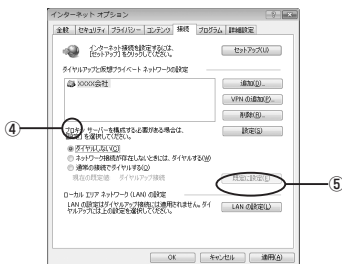 インターネット オプション
全般 セキュリティ プライバシー コンテンツ 接続 プログラム 詳細設定
インターネット接続を設定するには、
[セットアップ] をクリックしてください。
セットアップ(U)
ダイヤルアップと仮想プライベート ネットワークの設定
XXXX会社
追加(D)...
VPN の追加(P)...
削除(R)...
④
プロキシ サーバーを構成する必要がある場合は、
[設定] を選択してください。
設定(S)
ダイヤルしない(C)
ネットワーク接続が存在しないときには、ダイヤルする(W)
通常の接続でダイヤルする(O)
現在の既定値 ダイヤルアップ接続
既定に設定(E)
⑤
ローカル エリア ネットワーク (LAN) の設定
LAN の設定はダイヤルアップ接続には適用されません。ダイ
ヤルアップには上の設定を選択してください。
LAN の設定(L)
OK キャンセル 適用(A)